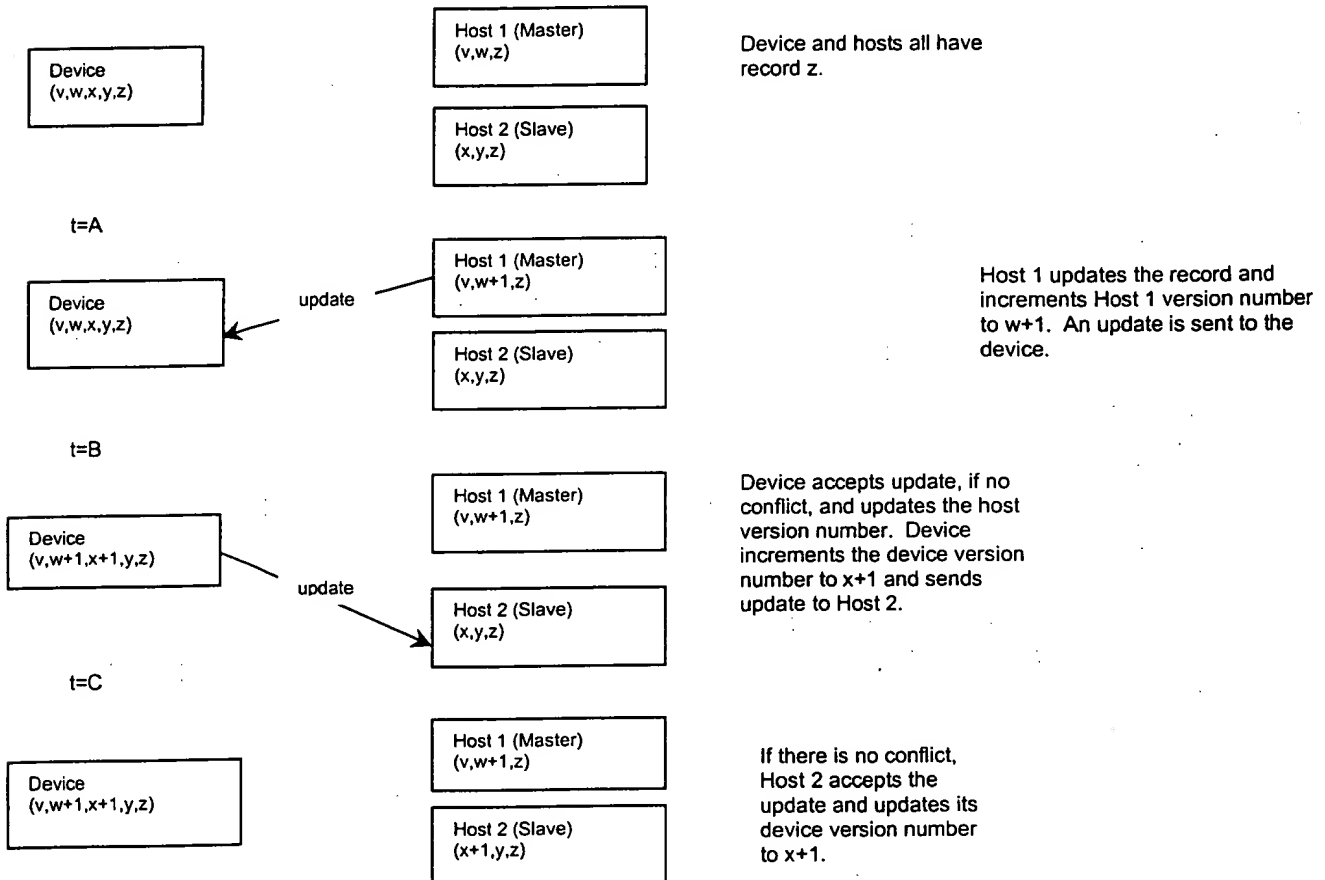 Device
(v,w,x,y,z)
Host 1 (Master)
(v,w,z)
Host 2 (Slave)
(x,y,z)
Device and hosts all have
record z.
t=A
Device
(v,w,x,y,z)
update
Host 1 (Master)
(v,w+1,z)
Host 2 (Slave)
(x,y,z)
Host 1 updates the record and
increments Host 1 version number
to w+1. An update is sent to the
device.
t=B
Device
(v,w+1,x+1,y,z)
update
Host 1 (Master)
(v,w+1,z)
Host 2 (Slave)
(x,y,z)
Device accepts update, if no
conflict, and updates the host
version number. Device
increments the device version
number to x+1 and sends
update to Host 2.
t=C
Device
(v,w+1,x+1,y,z)
Host 1 (Master)
(v,w+1,z)
Host 2 (Slave)
(x+1,y,z)
If there is no conflict,
Host 2 accepts the
update and updates its
device version number
to x+1.